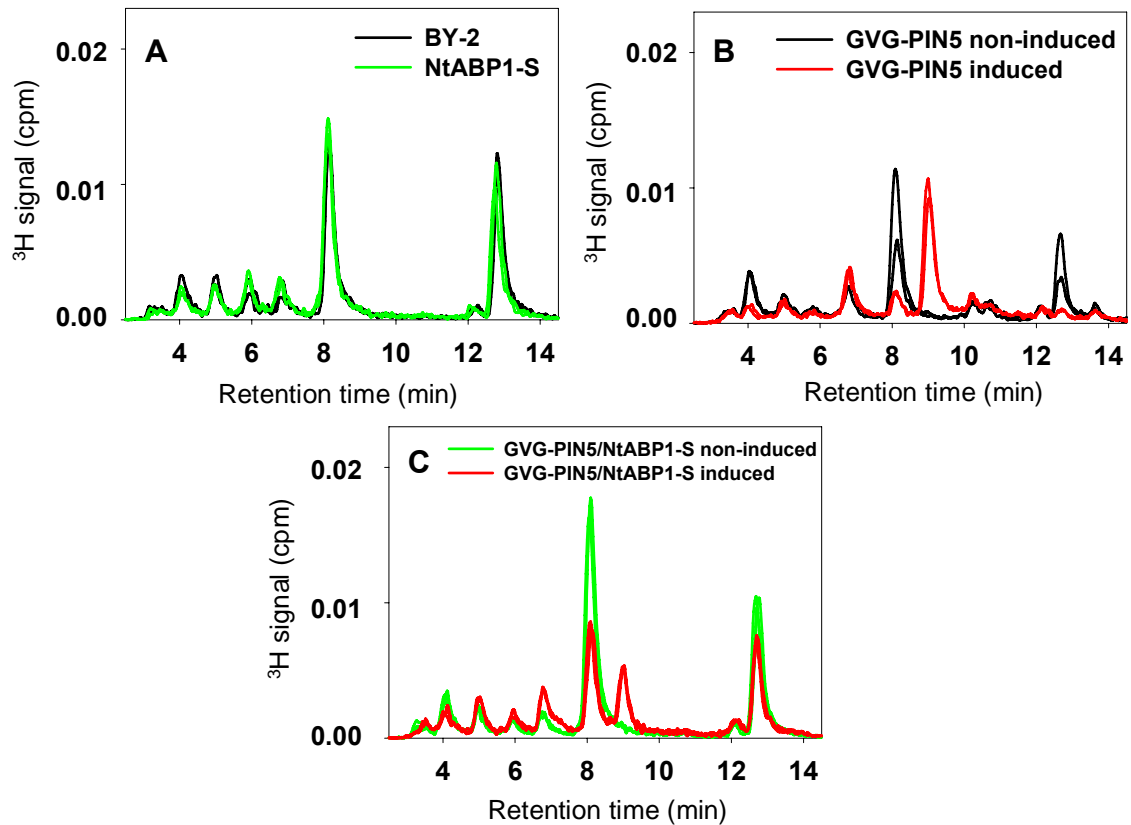 A
BY-2
NtABP1-S
0.02
0.01
0.00
³H signal (cpm)
4 6 8 10 12 14
Retention time (min)
B
GVG-PIN5 non-induced
GVG-PIN5 induced
0.02
0.01
0.00
³H signal (cpm)
4 6 8 10 12 14
Retention time (min)
C
GVG-PIN5/NtABP1-S non-induced
GVG-PIN5/NtABP1-S induced
0.02
0.01
0.00
³H signal (cpm)
4 6 8 10 12 14
Retention time (min)